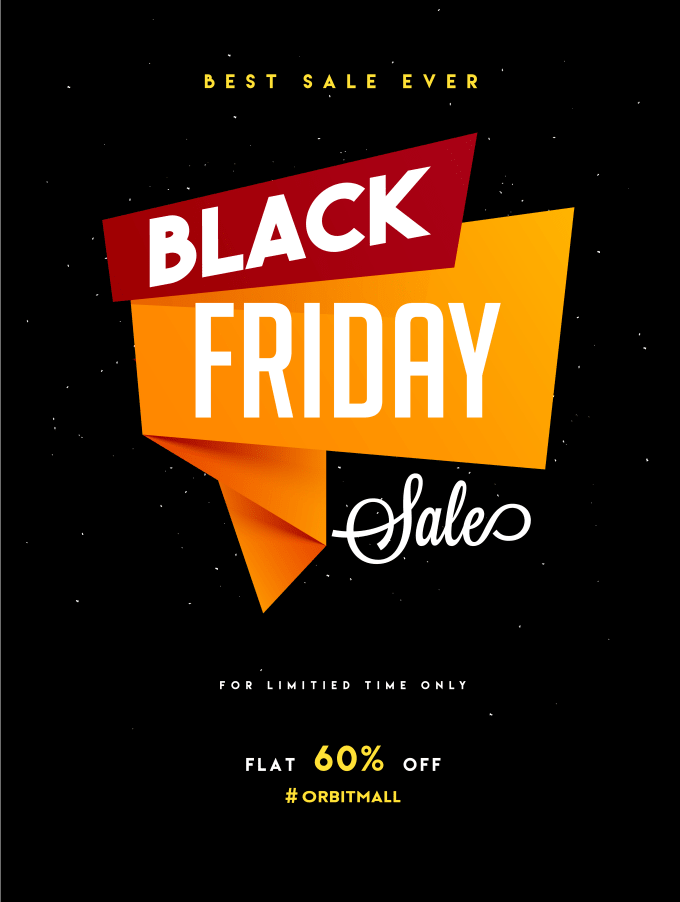 BEST SALE EVER
BLACK
FRIDAY
Sale
FOR LIMITIED TIME ONLY
FLAT 60% OFF
#ORBITMALL